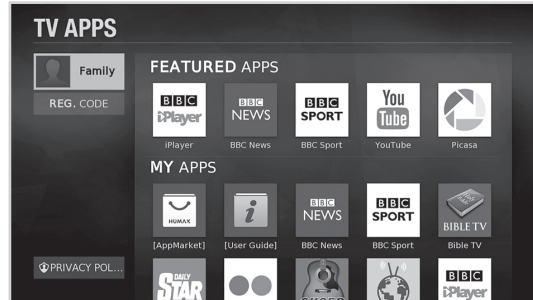 TV APPS
Family
REG. CODE
PRIVACY POL...
FEATURED APPS
BBC iPlayer
BBC NEWS
BBC SPORT
You Tube
iPlayer
BBC News
BBC Sport
YouTube
Picasa
MY APPS
HUMAX
i
BBC NEWS
BBC SPORT
BIBLE TV
[AppMarket]
[User Guide]
BBC News
BBC Sport
Bible TV
DAILY STAR
CHORD
BBC iPlayer